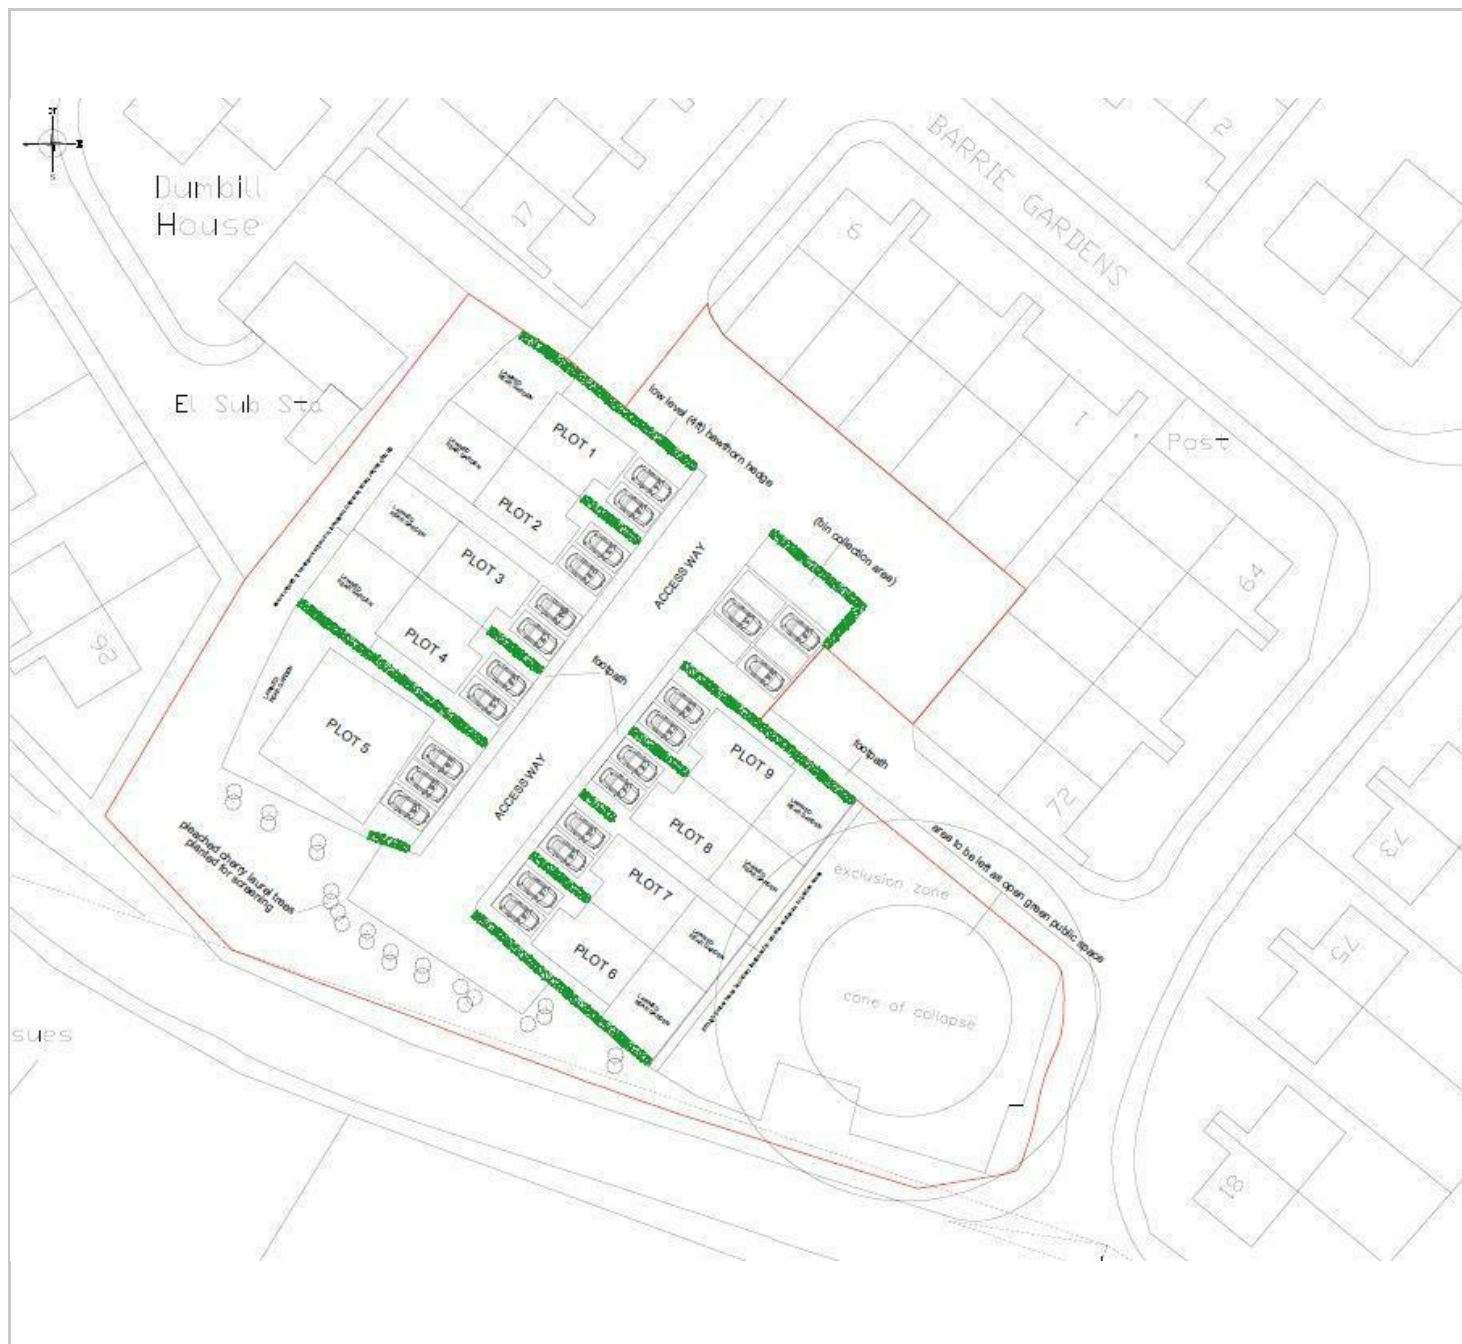 BARRIE GARDENS
2
Dumbill
House
17
6
El Sub Sta
1
Post
low level (4ft) hawthorn hedge
PLOT 1
PLOT 2
(bin collection area)
ACCESS WAY
PLOT 3
64
PLOT 4
26
footpath
PLOT 5
PLOT 9
footpath
72
ACCESS WAY
PLOT 8
73
pleached cherry laurel trees
planted for screening
area to be left as open green public space
exclusion zone
PLOT 7
75
PLOT 6
cone of collapse
sues
81